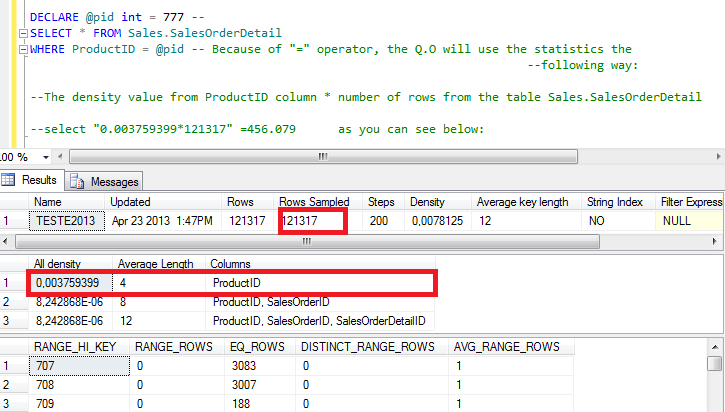 DECLARE @pid int = 777 --
SELECT * FROM Sales.SalesOrderDetail
WHERE ProductID = @pid -- Because of "=" operator, the Q.O will use the statistics the
--following way:
--The density value from ProductID column * number of rows from the table Sales.SalesOrderDetail
--select "0.003759399*121317" =456.079 as you can see below:
00 %
Results Messages
Name Updated Rows Rows Sampled Steps Density Average key length String Index Filter Expres
1 TESTE2013 Apr 23 2013 1:47PM 121317 121317 200 0,0078125 12 NO NULL
All density Average Length Columns
1 0,003759399 4 ProductID
2 8,242868E-06 8 ProductID, SalesOrderID
3 8,242868E-06 12 ProductID, SalesOrderID, SalesOrderDetailID
RANGE_HI_KEY RANGE_ROWS EQ_ROWS DISTINCT_RANGE_ROWS AVG_RANGE_ROWS
1 707 0 3083 0 1
2 708 0 3007 0 1
3 709 0 188 0 1